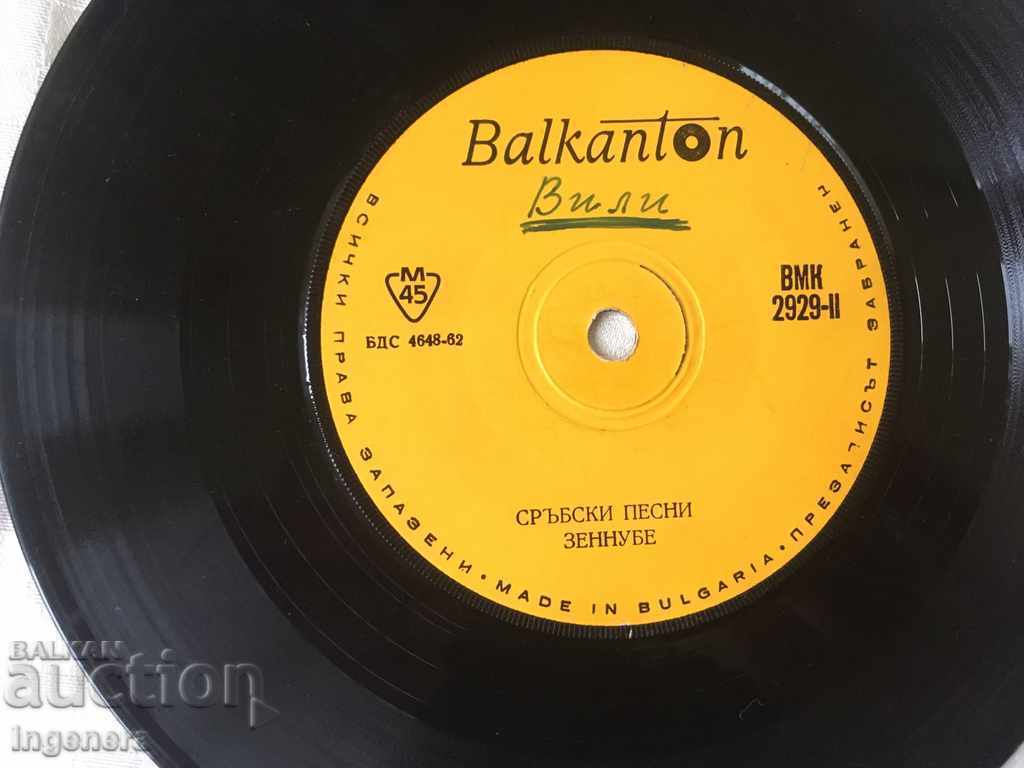 Balkanton
Вили
М
45
БДС 4648-62
ВМК
2929-II
СРЪБСКИ ПЕСНИ
ЗЕННУБЕ
ВСИЧКИ ПРАВА ЗАПАЗЕНИ • MADE IN BULGARIA • ПРЕЗАПИСЪТ ЗАБРАНЕН
BALKAN
auction
Ingenera